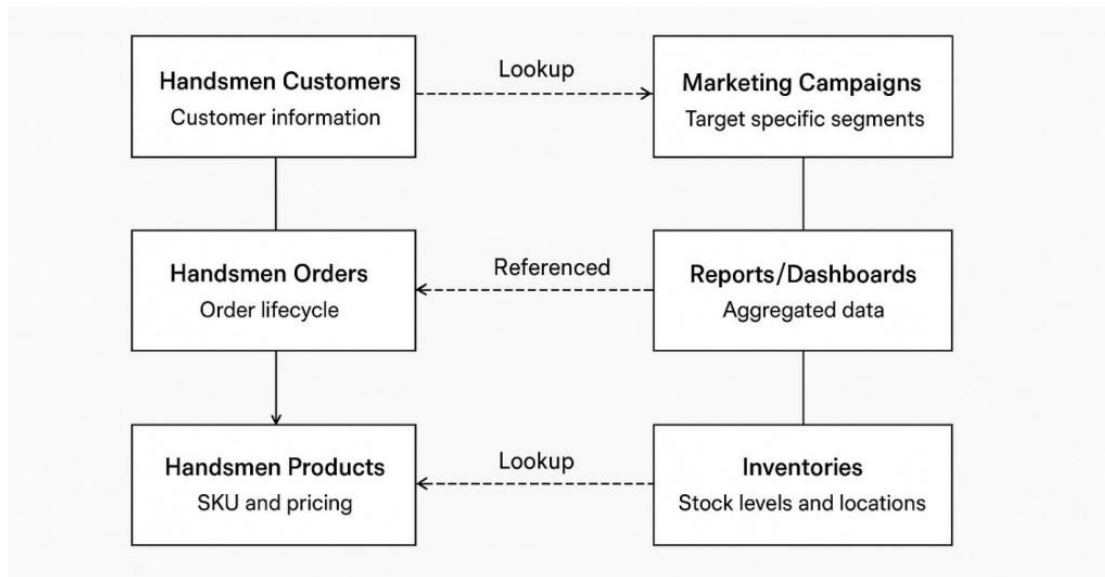 Handsmen Customers
Customer information
Lookup
Marketing Campaigns
Target specific segments
Handsmen Orders
Order lifecycle
Referenced
Reports/Dashboards
Aggregated data
Handsmen Products
SKU and pricing
Lookup
Inventories
Stock levels and locations